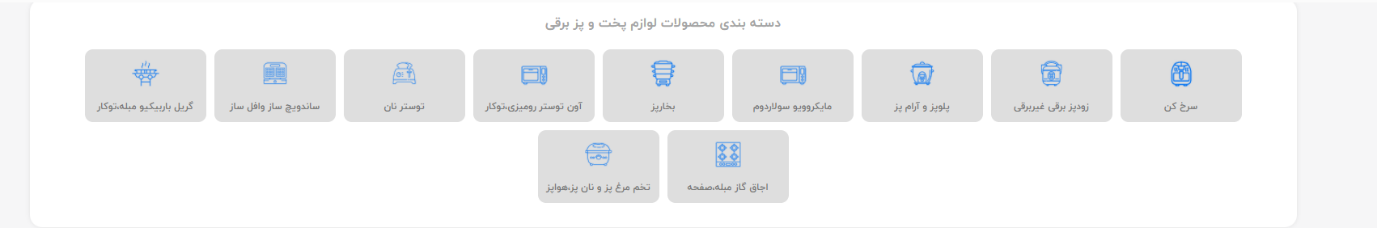 دسته بندی محصولات لوازم پخت و پز برقی
سرخ کن
زودپز برقی غیربرقی
پلوپز و آرام پز
مایکروویو سولاردوم
بخارپز
آون توستر رومیزی،توکار
توستر نان
ساندویچ ساز وافل ساز
گریل باربیکیو مبله،توکار
اجاق گاز مبله،صفحه
تخم مرغ پز و نان پز،هواپز